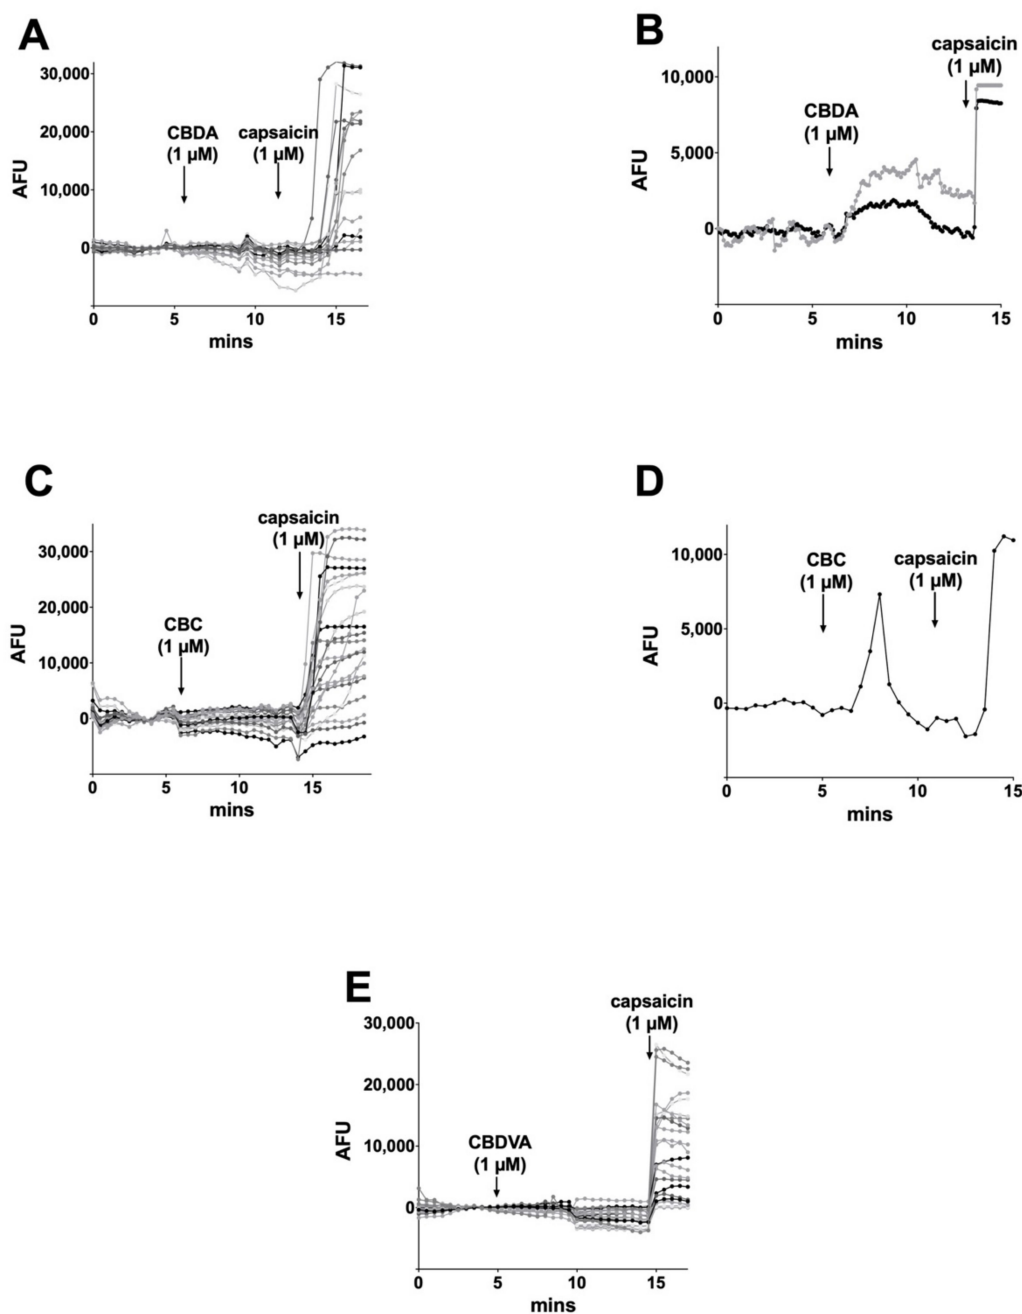 A
30,000
20,000
10,000
0
AFU
CBDA
(1 µM)
capsaicin
(1 µM)
0 5 10 15
mins
B
10,000
5,000
0
AFU
CBDA
(1 µM)
capsaicin
(1 µM)
0 5 10 15
mins
C
30,000
20,000
10,000
0
AFU
CBC
(1 µM)
capsaicin
(1 µM)
0 5 10 15
mins
D
10,000
5,000
0
AFU
CBC
(1 µM)
capsaicin
(1 µM)
0 5 10 15
mins
E
30,000
20,000
10,000
0
AFU
CBDVA
(1 µM)
capsaicin
(1 µM)
0 5 10 15
mins